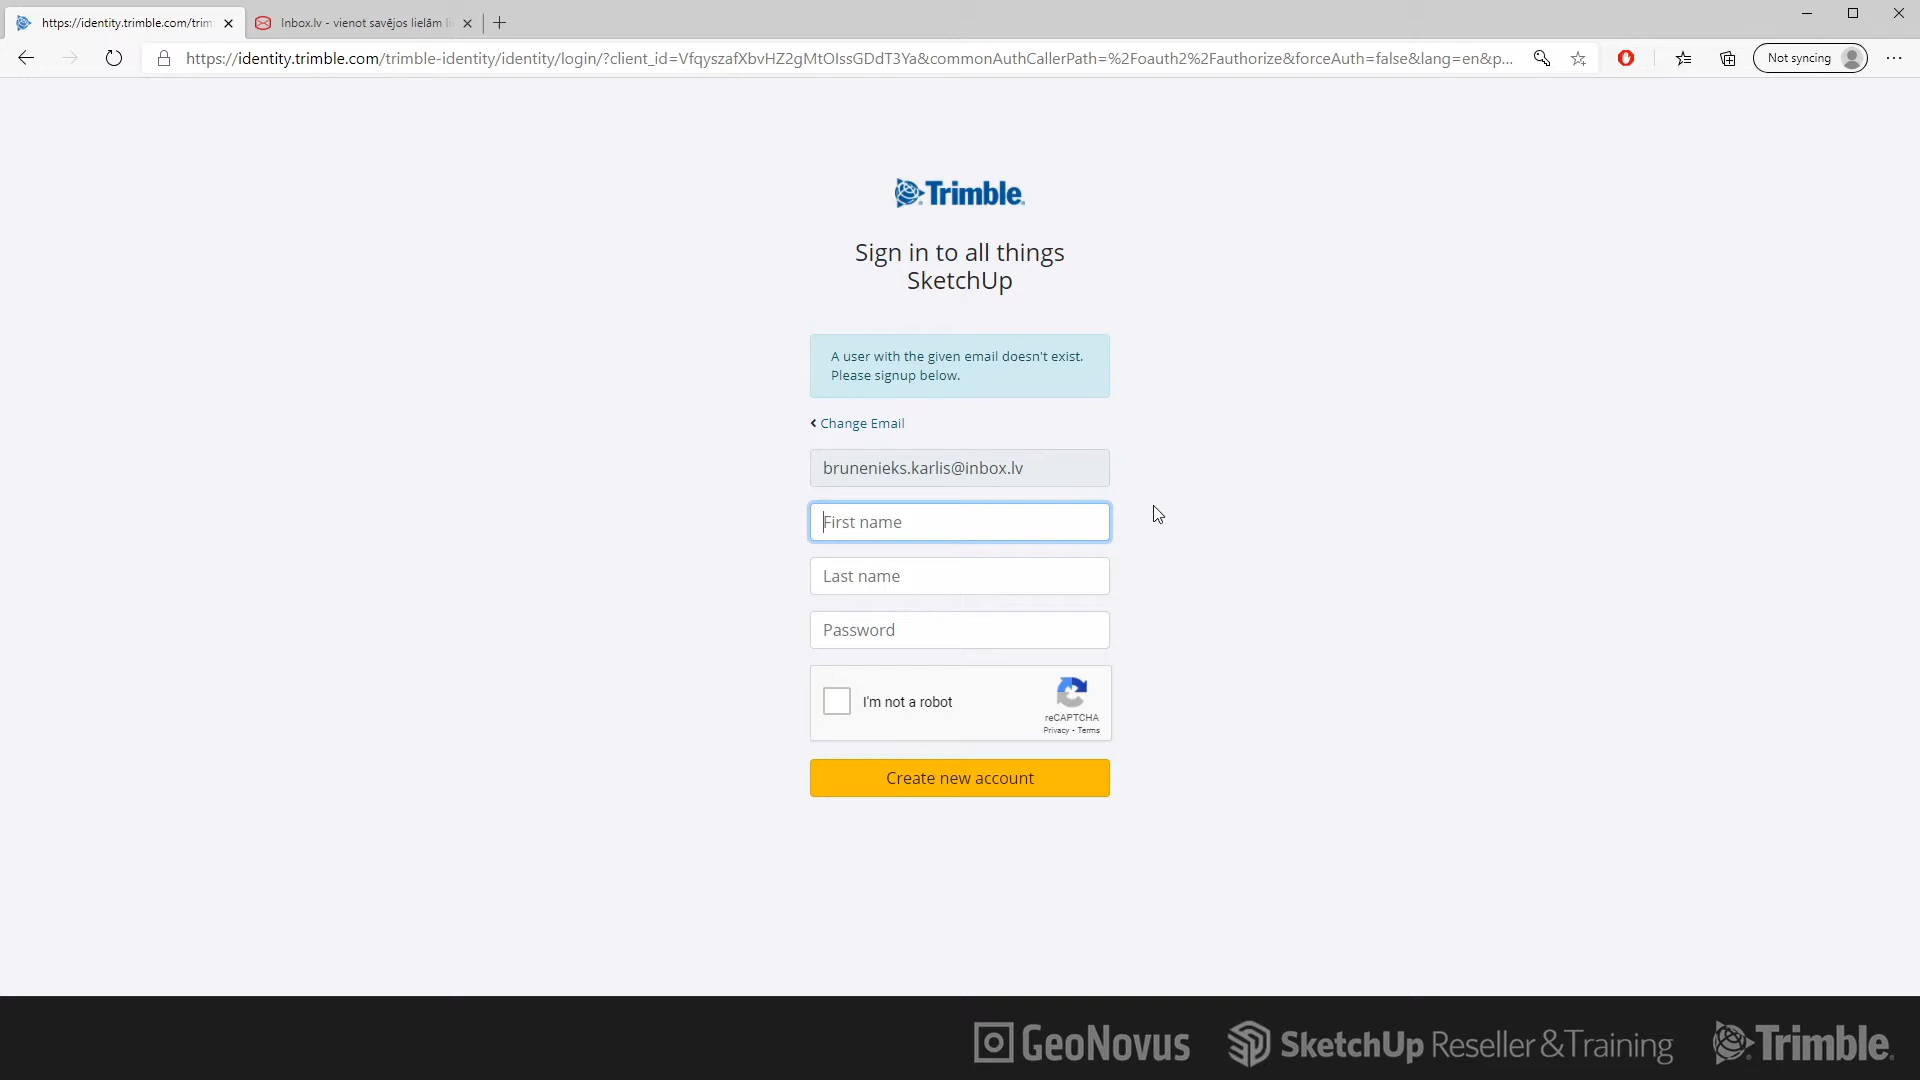 https://identity.trimble.com/trim
Inbox.lv - vienot savējos lielām li
https://identity.trimble.com/trimble-identity/identity/login/?client_id=VfqyszafXbvHZ2gMtOIssGDdT3Ya&commonAuthCallerPath=%2Foauth2%2Fauthorize&forceAuth=false&lang=en&p...
Not syncing
Trimble
Sign in to all things
SketchUp
A user with the given email doesn't exist.
Please signup below.
Change Email
brunenieks.karlis@inbox.lv
First name
Last name
Password
I'm not a robot
reCAPTCHA
Privacy - Terms
Create new account
GeoNovus
SketchUp Reseller & Training
Trimble